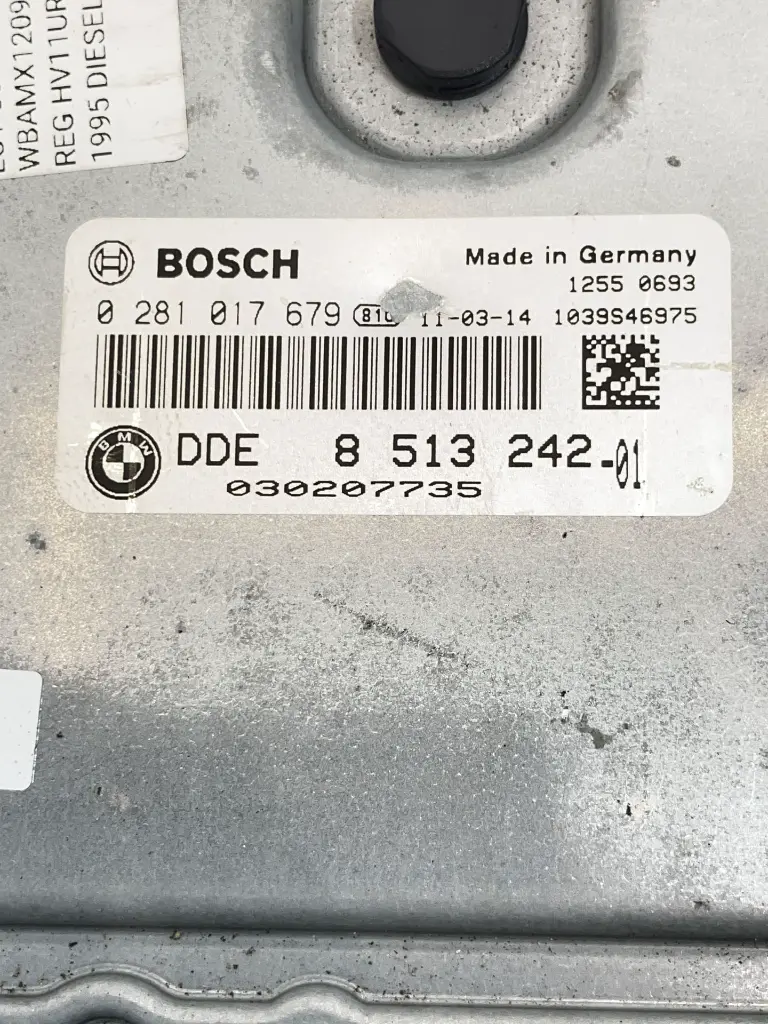 WBAMX1209
REG HV11UR
1995 DIESEL
BOSCH
Made in Germany
1255 0693
0 281 017 679 11-03-14 1039S46975
BMW
DDE 8 513 242-01
030207735